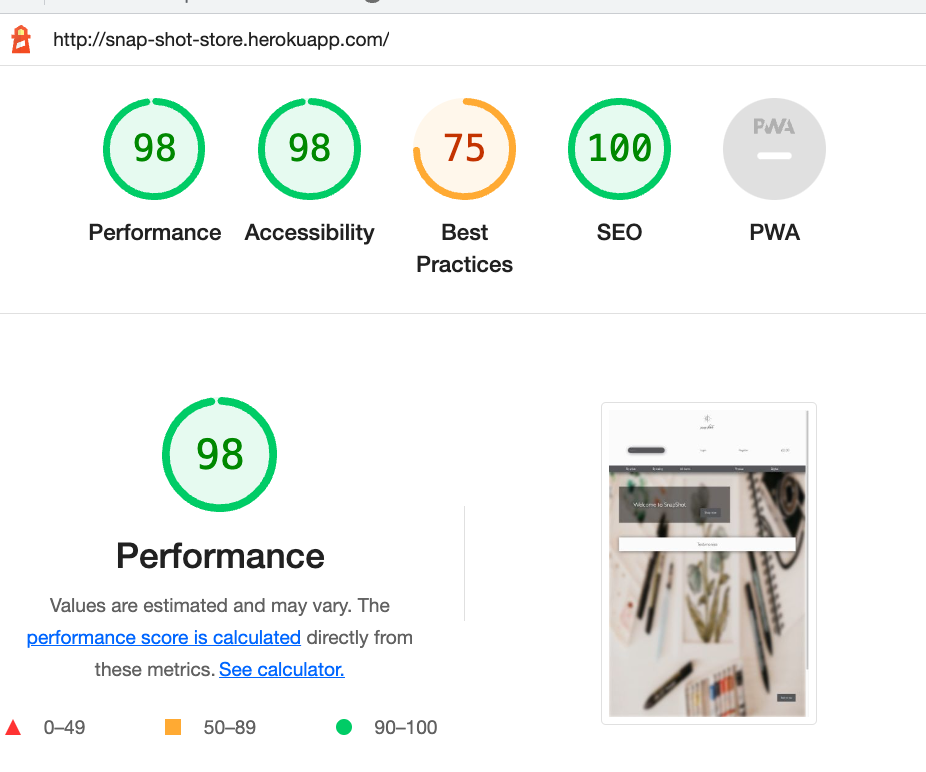 http://snap-shot-store.herokuapp.com/
98
98
75
100
PWA
Performance
Accessibility
Best
Practices
SEO
PWA
98
Performance
Values are estimated and may vary. The
performance score is calculated directly from
these metrics. See calculator.
0–49
50–89
90–100
Welcome to SnapShot
Testimonials